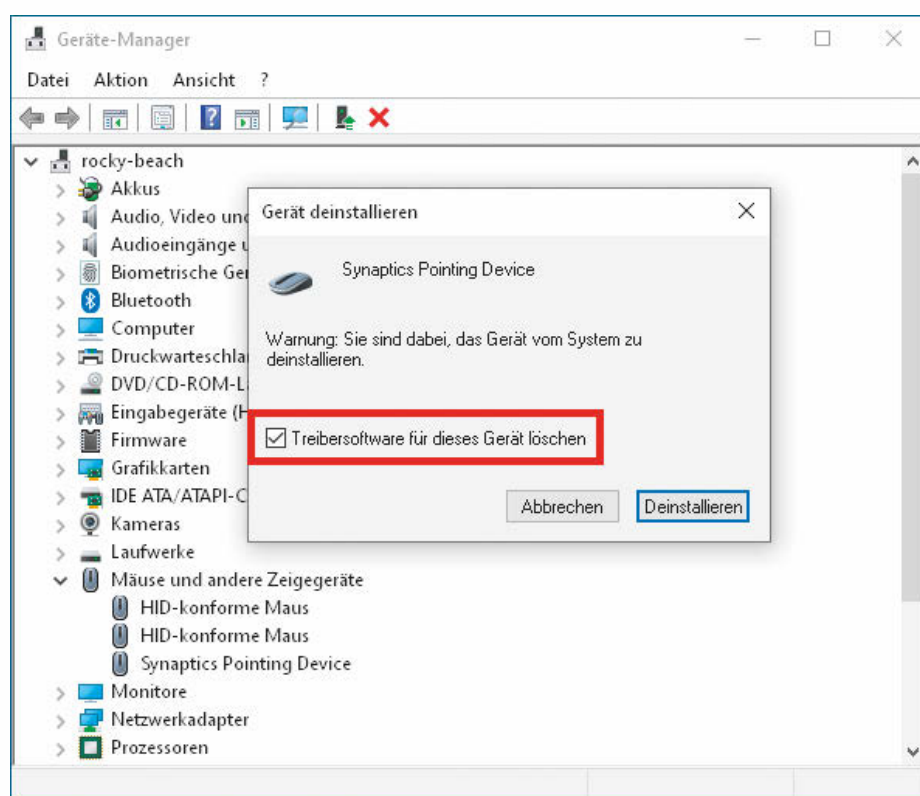 Geräte-Manager
Datei Aktion Ansicht ?
rocky-beach
Akkus
Audio, Video und
Audioeingänge u
Biometrische Ger
Bluetooth
Computer
Druckwarteschla
DVD/CD-ROM-L
Eingabegeräte (H
Firmware
Grafikkarten
IDE ATA/ATAPI-C
Kameras
Laufwerke
Mäuse und andere Zeigegeräte
HID-konforme Maus
HID-konforme Maus
Synaptics Pointing Device
Monitore
Netzwerkadapter
Prozessoren
Gerät deinstallieren
Synaptics Pointing Device
Warnung: Sie sind dabei, das Gerät vom System zu
deinstallieren.
Treibersoftware für dieses Gerät löschen
Abbrechen Deinstallieren